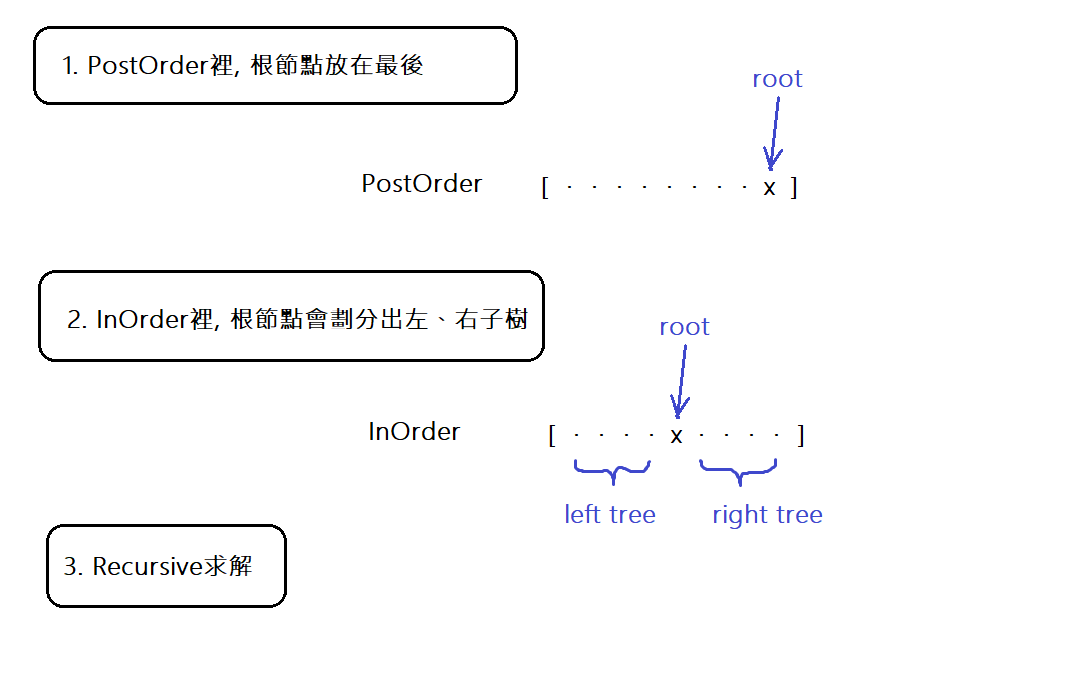 1. PostOrder裡, 根節點放在最後
root
PostOrder [ · · · · · · · · x ]
2. InOrder裡, 根節點會劃分出左、右子樹
root
InOrder [ · · · · x · · · · ]
left tree right tree
3. Recursive求解